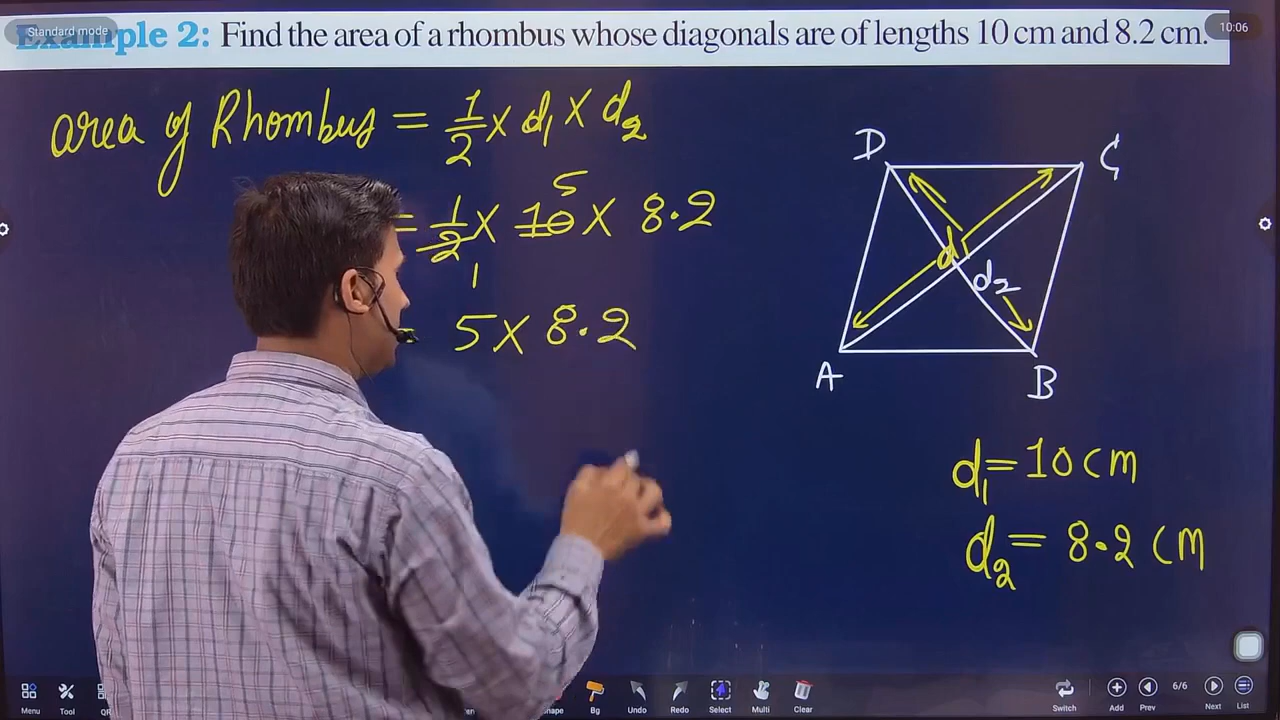 Standard mode
10:06
Example 2: Find the area of a rhombus whose diagonals are of lengths 10 cm and 8.2 cm.
area of Rhombus = 1/2 × d₁ × d₂
= 1/2 × 10 × 8.2
5
1
= 5 × 8.2
D
C
d
d₂
A
B
d₁ = 10 cm
d₂ = 8.2 cm
Menu
Tool
Bg
Undo
Redo
Select
Multi
Clear
Switch
Add
Prev
6/6
Next
List